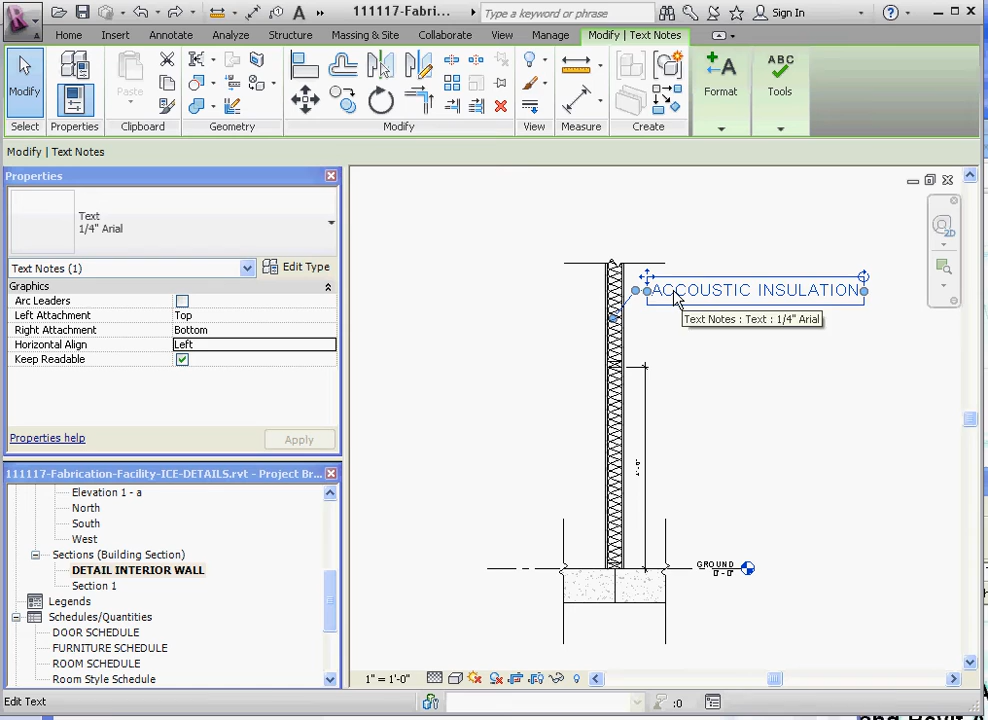 111117-Fabri...
Type a keyword or phrase
Sign In
Home Insert Annotate Analyze Structure Massing & Site Collaborate View Manage Modify | Text Notes
Modify
Properties
Paste
Format
ABC
Tools
Select Properties Clipboard Geometry Modify View Measure Create
Modify | Text Notes
Properties
Text
1/4" Arial
Text Notes (1)
Edit Type
Graphics
Arc Leaders
Left Attachment Top
Right Attachment Bottom
Horizontal Align Left
Keep Readable
Properties help
Apply
ACCOUSTIC INSULATION
Text Notes : Text : 1/4" Arial
GROUND
0' - 0"
111117-Fabrication-Facility-ICE-DETAILS.rvt - Project Br...
Elevation 1 - a
North
South
West
Sections (Building Section)
DETAIL INTERIOR WALL
Section 1
Legends
Schedules/Quantities
DOOR SCHEDULE
FURNITURE SCHEDULE
ROOM SCHEDULE
Room Style Schedule
1" = 1'-0"
Edit Text
:0
2D